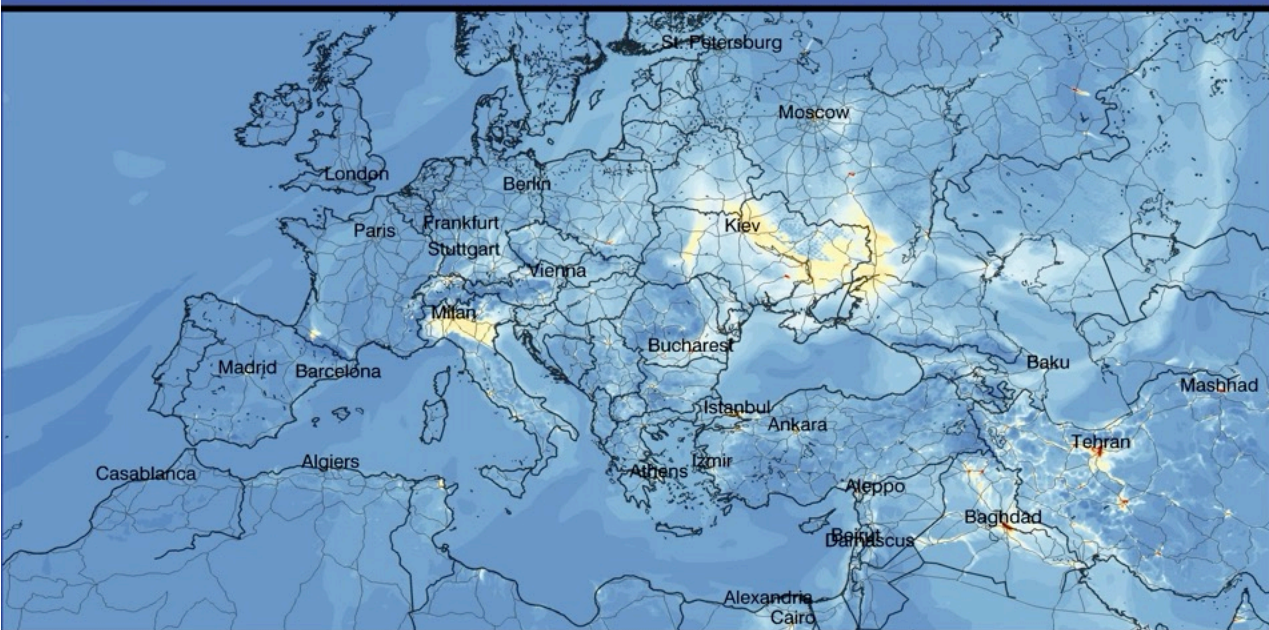 St. Petersburg
Moscow
London
Berlin
Paris
Frankfurt
Kiev
Stuttgart
Vienna
Milan
Bucharest
Madrid
Barcelona
Baku
Mashhad
Istanbul
Ankara
Tehran
Casablanca
Algiers
Athens
Izmir
Aleppo
Baghdad
Beirut
Damascus
Alexandria
Cairo